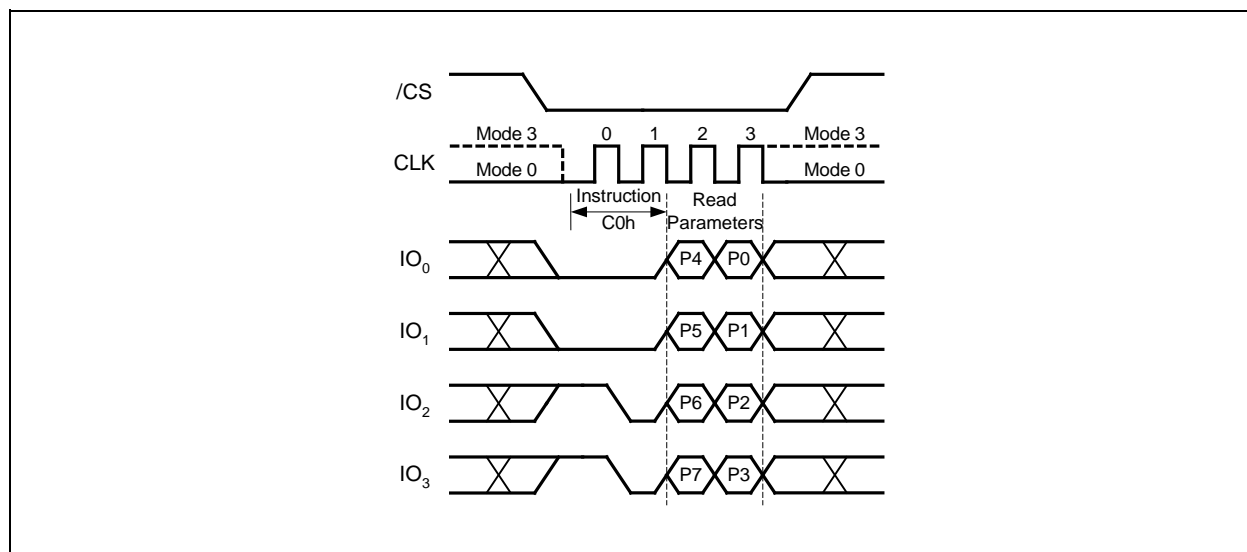 /CS
Mode 3 0 1 2 3 Mode 3
CLK
Mode 0 Mode 0
Instruction Read
C0h Parameters
IO0 P4 P0
IO1 P5 P1
IO2 P6 P2
IO3 P7 P3